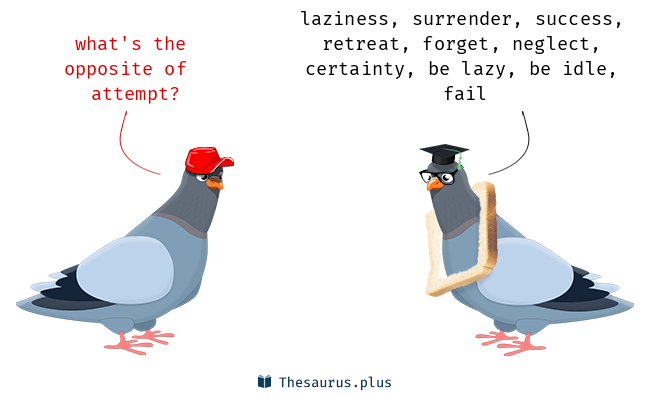 what's the
opposite of
attempt?
laziness, surrender, success,
retreat, forget, neglect,
certainty, be lazy, be idle,
fail
Thesaurus.plus